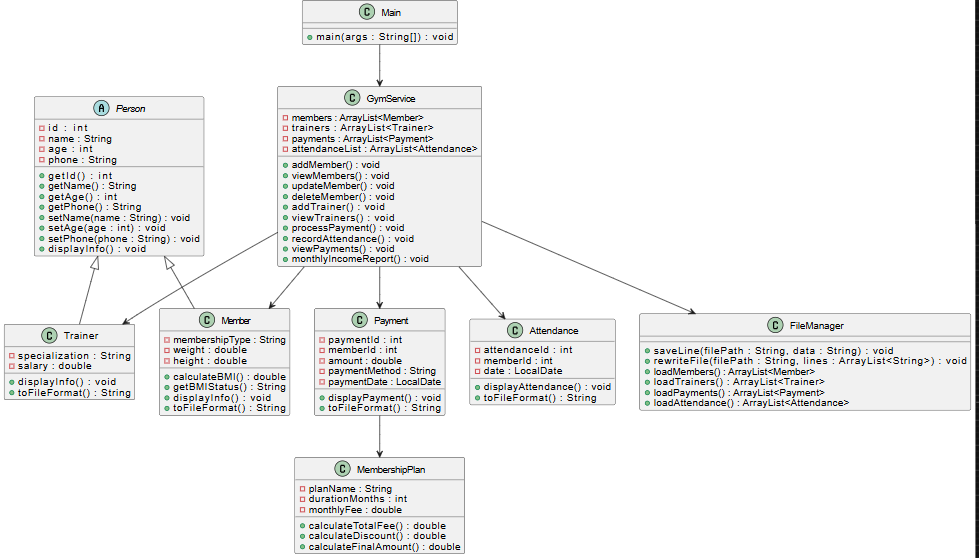 C Main
main(args : String[]) : void
C GymService
members : ArrayList<Member>
trainers : ArrayList<Trainer>
payments : ArrayList<Payment>
attendanceList : ArrayList<Attendance>
addMember() : void
viewMembers() : void
updateMember() : void
deleteMember() : void
addTrainer() : void
viewTrainers() : void
processPayment() : void
recordAttendance() : void
viewPayments() : void
monthlyIncomeReport() : void
A Person
id : int
name : String
age : int
phone : String
getId() : int
getName() : String
getAge() : int
getPhone() : String
setName(name : String) : void
setAge(age : int) : void
setPhone(phone : String) : void
displayInfo() : void
C Trainer
specialization : String
salary : double
displayInfo() : void
toFileFormat() : String
C Member
membershipType : String
weight : double
height : double
calculateBMI() : double
getBMIStatus() : String
displayInfo() : void
toFileFormat() : String
C Payment
paymentId : int
memberId : int
amount : double
paymentMethod : String
paymentDate : LocalDate
displayPayment() : void
toFileFormat() : String
C Attendance
attendanceId : int
memberId : int
date : LocalDate
displayAttendance() : void
toFileFormat() : String
C FileManager
saveLine(filePath : String, data : String) : void
rewriteFile(filePath : String, lines : ArrayList<String>) : void
loadMembers() : ArrayList<Member>
loadTrainers() : ArrayList<Trainer>
loadPayments() : ArrayList<Payment>
loadAttendance() : ArrayList<Attendance>
C MembershipPlan
planName : String
durationMonths : int
monthlyFee : double
calculateTotalFee() : double
calculateDiscount() : double
calculateFinalAmount() : double